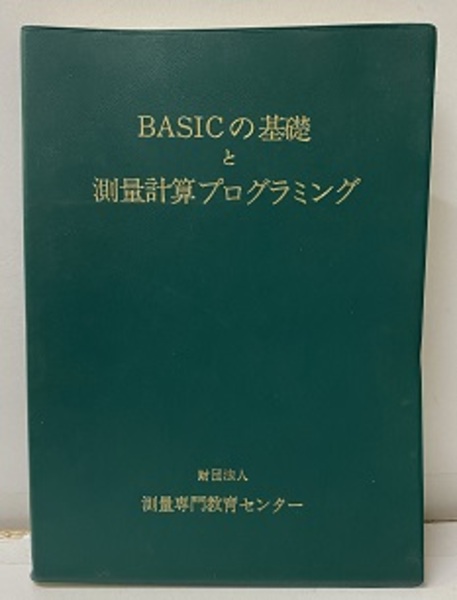 BASICの基礎
と
測量計算プログラミング
財団法人
測量専門教育センター